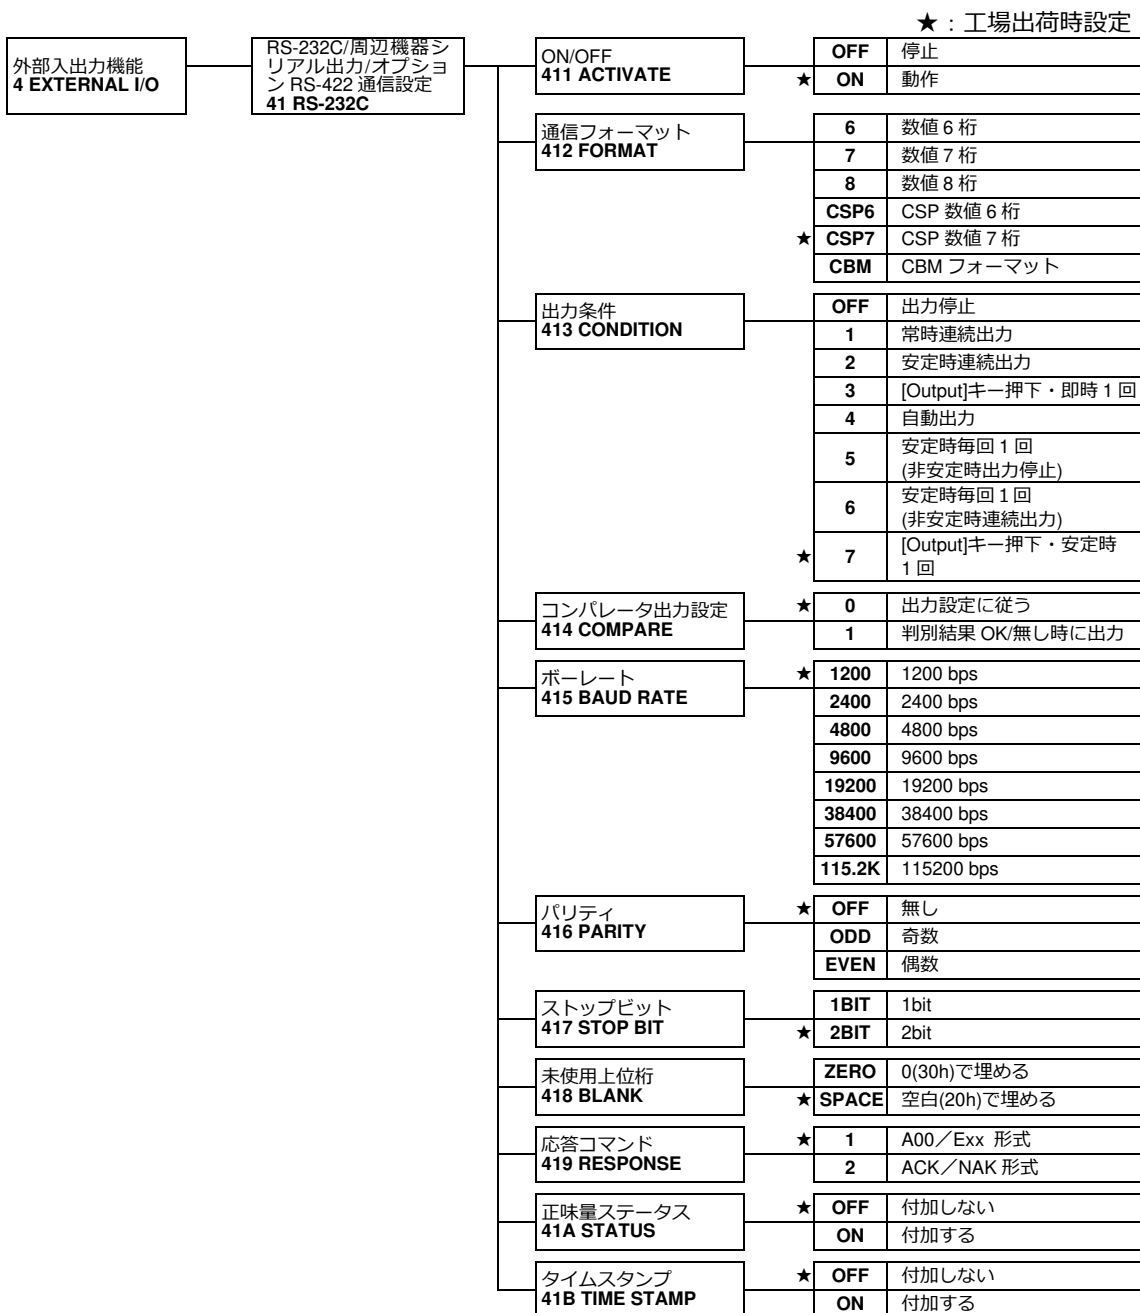 ★：工場出荷時設定
外部入出力機能
4 EXTERNAL I/O
RS-232C/周辺機器シ
リアル出力/オプショ
ン RS-422 通信設定
41 RS-232C
ON/OFF
411 ACTIVATE
OFF 停止
★ ON 動作
通信フォーマット
412 FORMAT
6 数値 6 桁
7 数値 7 桁
8 数値 8 桁
CSP6 CSP 数値 6 桁
★ CSP7 CSP 数値 7 桁
CBM CBM フォーマット
出力条件
413 CONDITION
OFF 出力停止
1 常時連続出力
2 安定時連続出力
3 [Output]キー押下・即時 1 回
4 自動出力
5 安定時毎回 1 回
(非安定時出力停止)
6 安定時毎回 1 回
(非安定時連続出力)
★ 7 [Output]キー押下・安定時
1 回
コンパレータ出力設定
414 COMPARE
★ 0 出力設定に従う
1 判別結果 OK/無し時に出力
ボーレート
415 BAUD RATE
★ 1200 1200 bps
2400 2400 bps
4800 4800 bps
9600 9600 bps
19200 19200 bps
38400 38400 bps
57600 57600 bps
115.2K 115200 bps
パリティ
416 PARITY
★ OFF 無し
ODD 奇数
EVEN 偶数
ストップビット
417 STOP BIT
1BIT 1bit
★ 2BIT 2bit
未使用上位桁
418 BLANK
ZERO 0(30h)で埋める
★ SPACE 空白(20h)で埋める
応答コマンド
419 RESPONSE
★ 1 A00／Exx 形式
2 ACK／NAK 形式
正味量ステータス
41A STATUS
★ OFF 付加しない
ON 付加する
タイムスタンプ
41B TIME STAMP
★ OFF 付加しない
ON 付加する